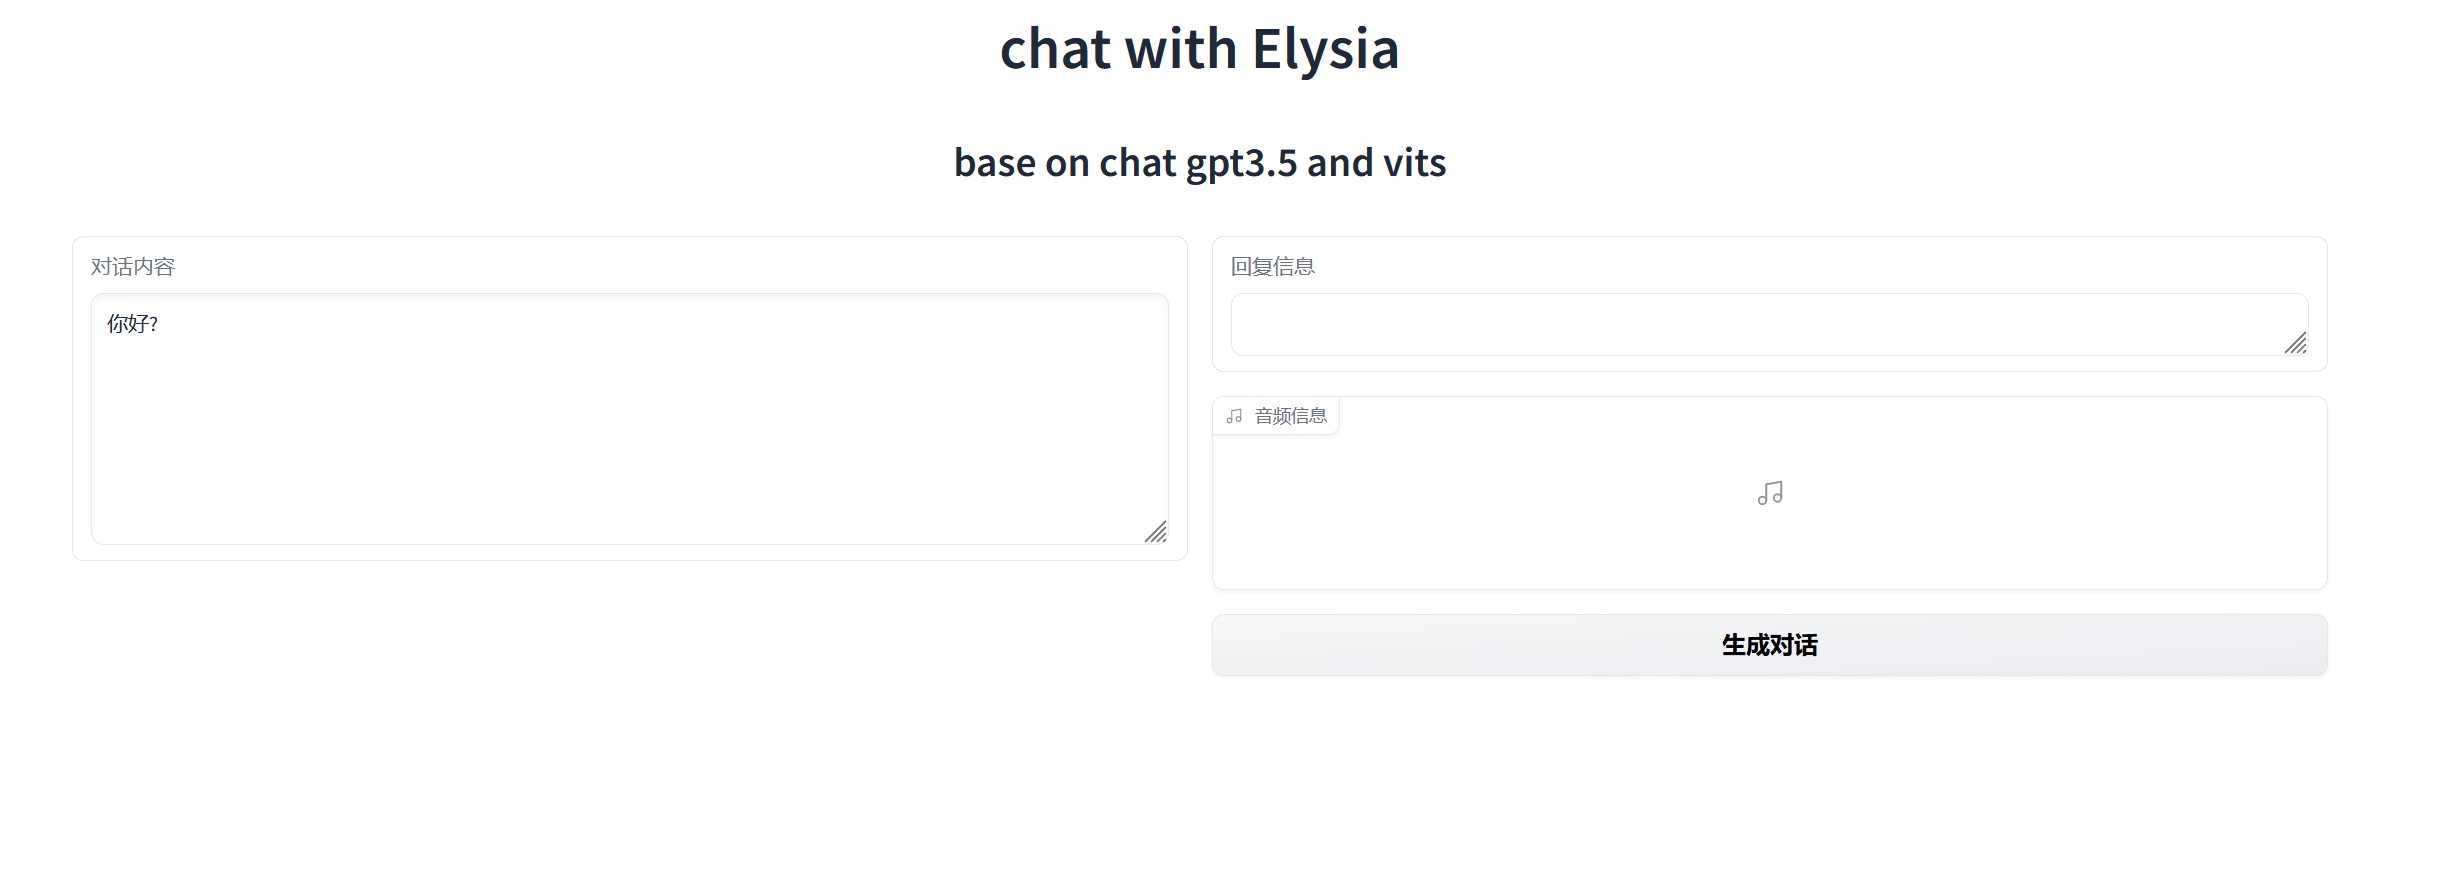 chat with Elysia
base on chat gpt3.5 and vits
对话内容
你好?
回复信息
音频信息
生成对话